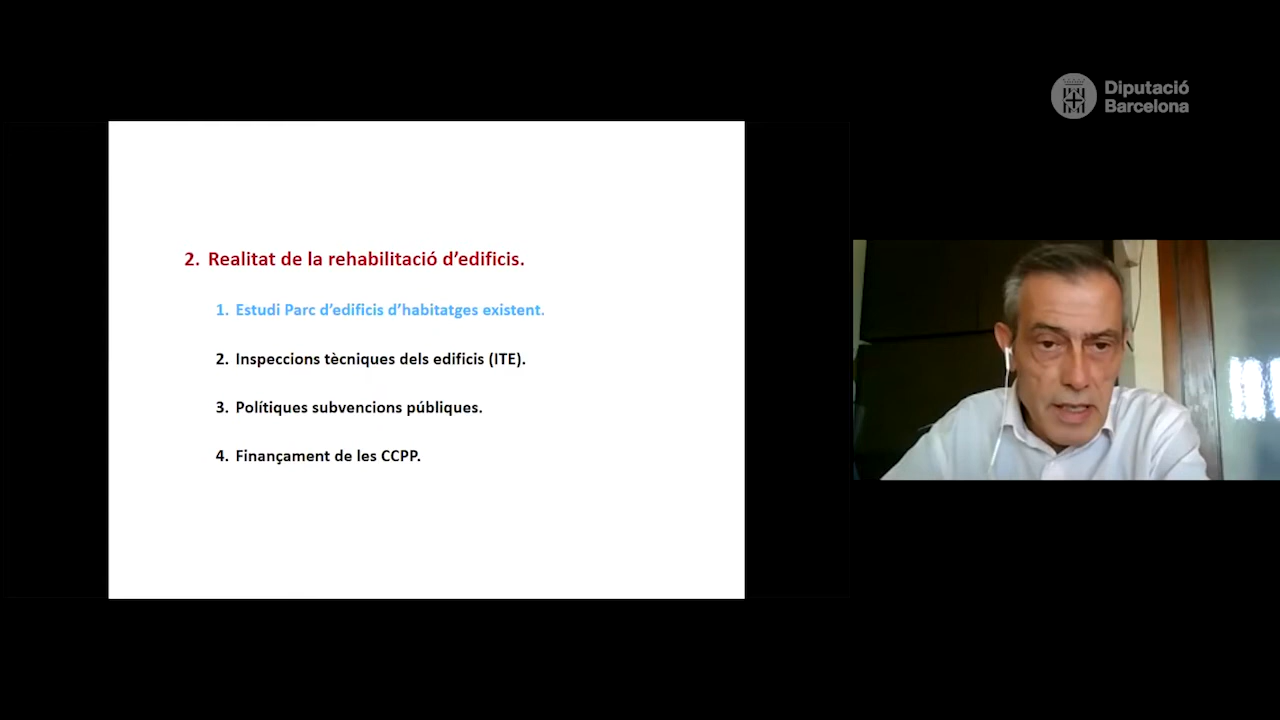 Diputació
Barcelona
2. Realitat de la rehabilitació d’edificis.
1. Estudi Parc d’edificis d’habitatges existent.
2. Inspeccions tècniques dels edificis (ITE).
3. Polítiques subvencions públiques.
4. Finançament de les CCPP.